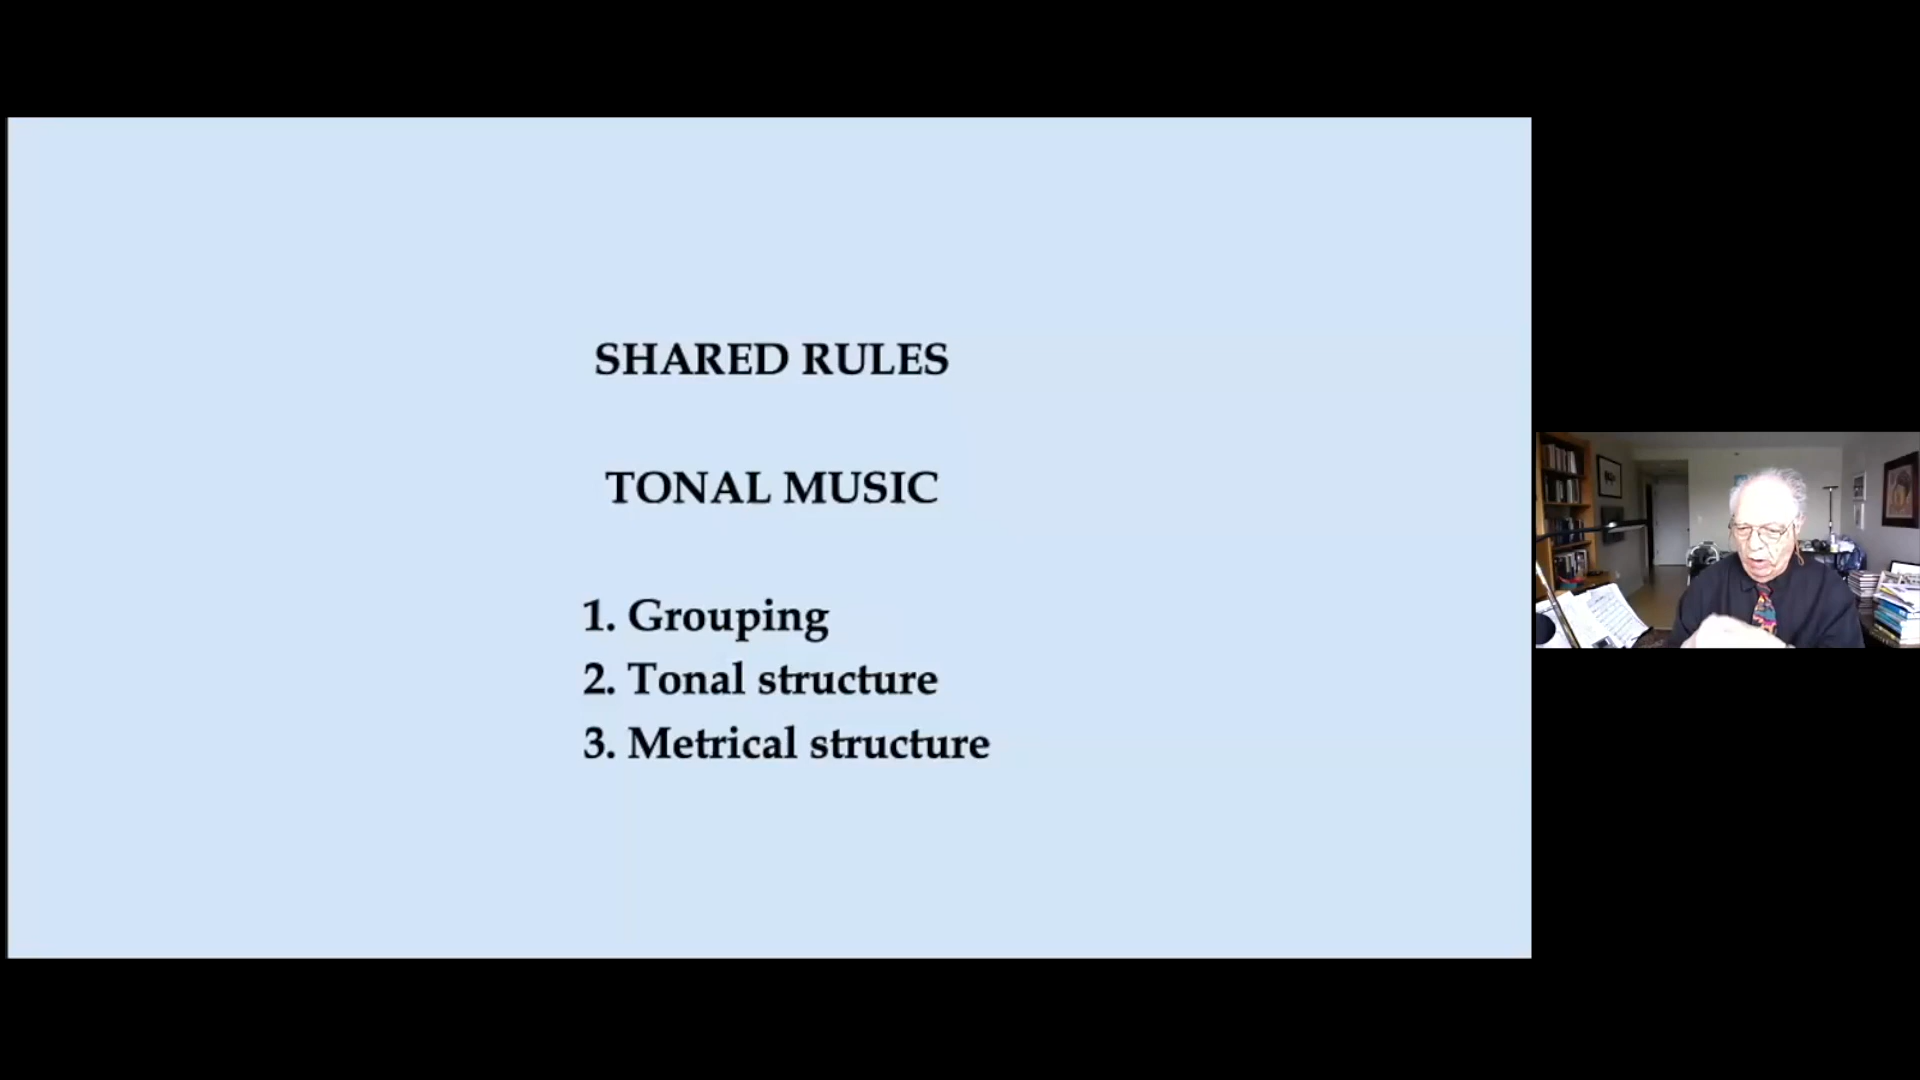 SHARED RULES
TONAL MUSIC
1. Grouping
2. Tonal structure
3. Metrical structure